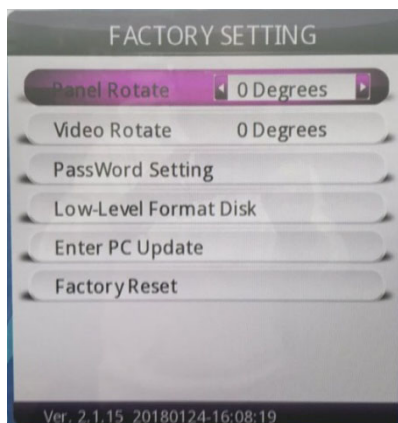 FACTORY SETTING
Panel Rotate 0 Degrees
Video Rotate 0 Degrees
PassWord Setting
Low-Level Format Disk
Enter PC Update
Factory Reset
Ver. 2.1.15 20180124-16:08:19